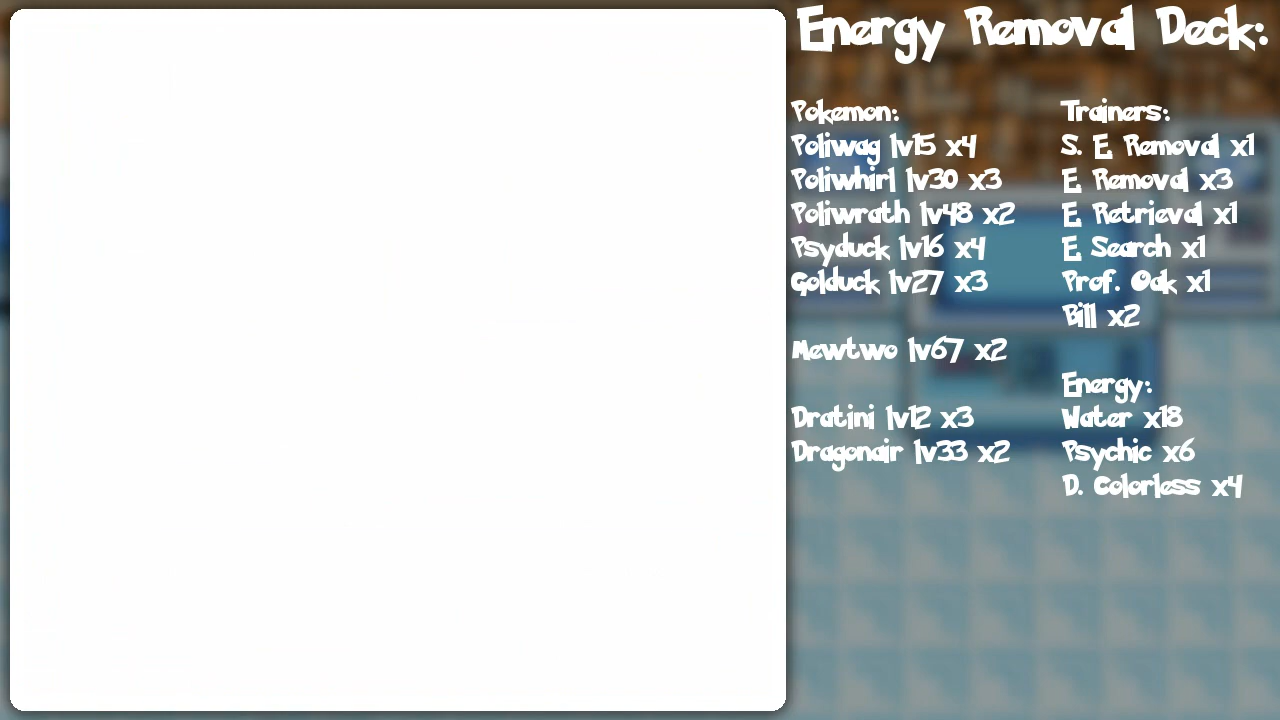 Energy Removal Deck:
Pokemon:
Poliwag lv15 x4
Poliwhirl lv30 x3
Poliwrath lv48 x2
Psyduck lv16 x4
Golduck lv27 x3
Mewtwo lv67 x2
Dratini lv12 x3
Dragonair lv33 x2
Trainers:
S. E. Removal x1
E. Removal x3
E. Retrieval x1
E. Search x1
Prof. Oak x1
Bill x2
Energy:
Water x18
Psychic x6
D. Colorless x4